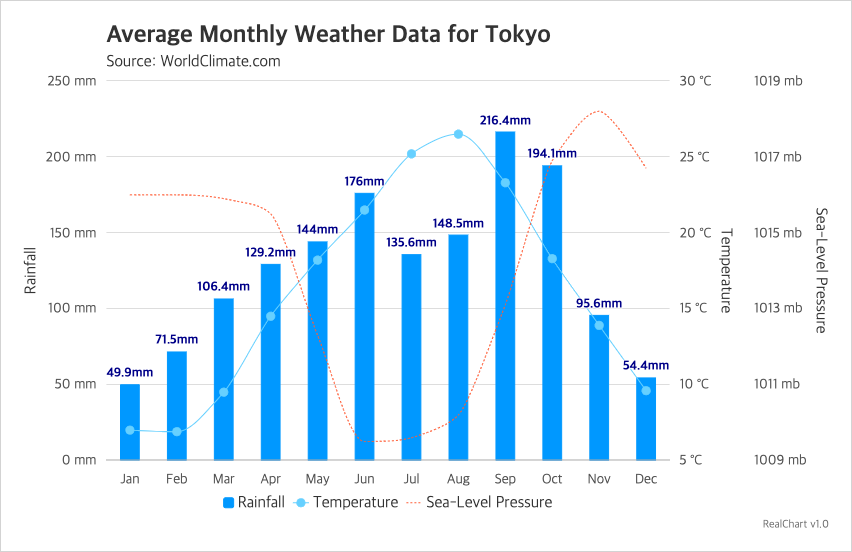 Average Monthly Weather Data for Tokyo
Source: WorldClimate.com
250 mm
200 mm
150 mm
100 mm
50 mm
0 mm
Rainfall
30 °C
25 °C
20 °C
15 °C
10 °C
5 °C
Temperature
1019 mb
1017 mb
1015 mb
1013 mb
1011 mb
1009 mb
Sea-Level Pressure
49.9mm
71.5mm
106.4mm
129.2mm
144mm
176mm
135.6mm
148.5mm
216.4mm
194.1mm
95.6mm
54.4mm
Jan Feb Mar Apr May Jun Jul Aug Sep Oct Nov Dec
Rainfall Temperature Sea-Level Pressure
RealChart v1.0